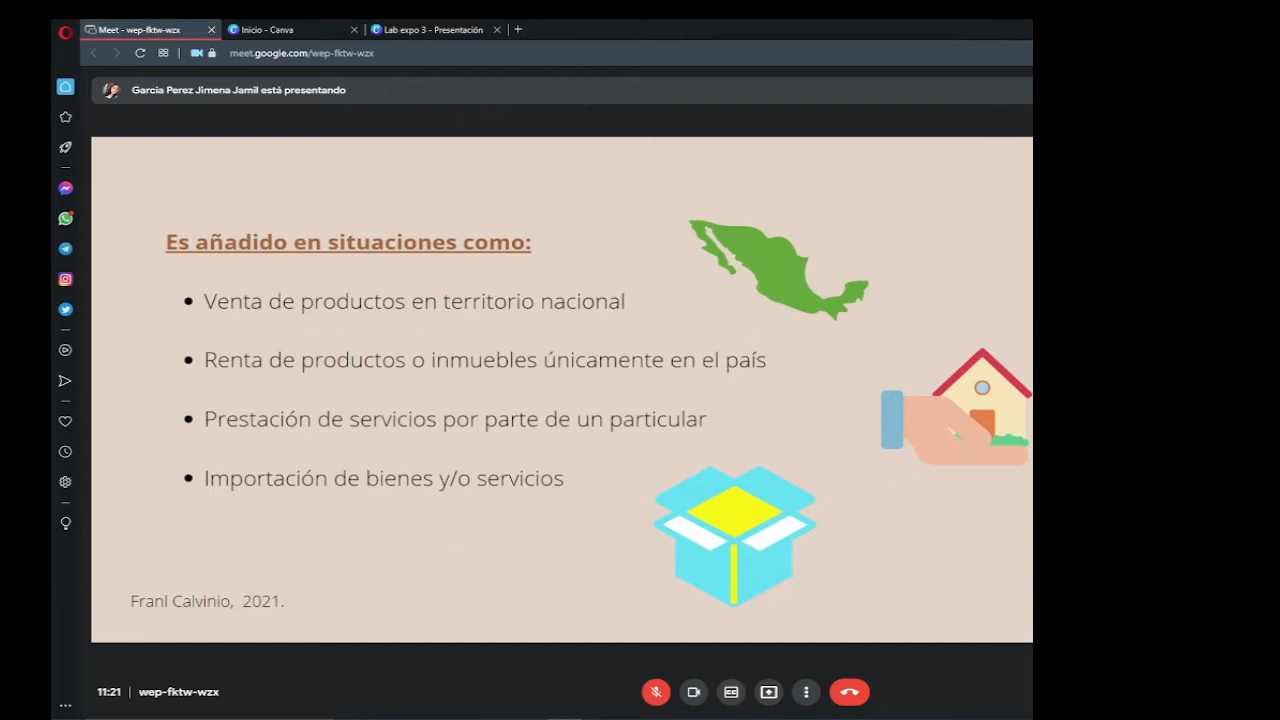 Meet - wep-fktw-wzx
Inicio - Canva
Lab expo 3 - Presentación
meet.google.com/wep-fktw-wzx
Garcia Perez Jimena Jamil está presentando
Es añadido en situaciones como:
Venta de productos en territorio nacional
Renta de productos o inmuebles únicamente en el país
Prestación de servicios por parte de un particular
Importación de bienes y/o servicios
Franl Calvinio, 2021.
11:21 | wep-fktw-wzx